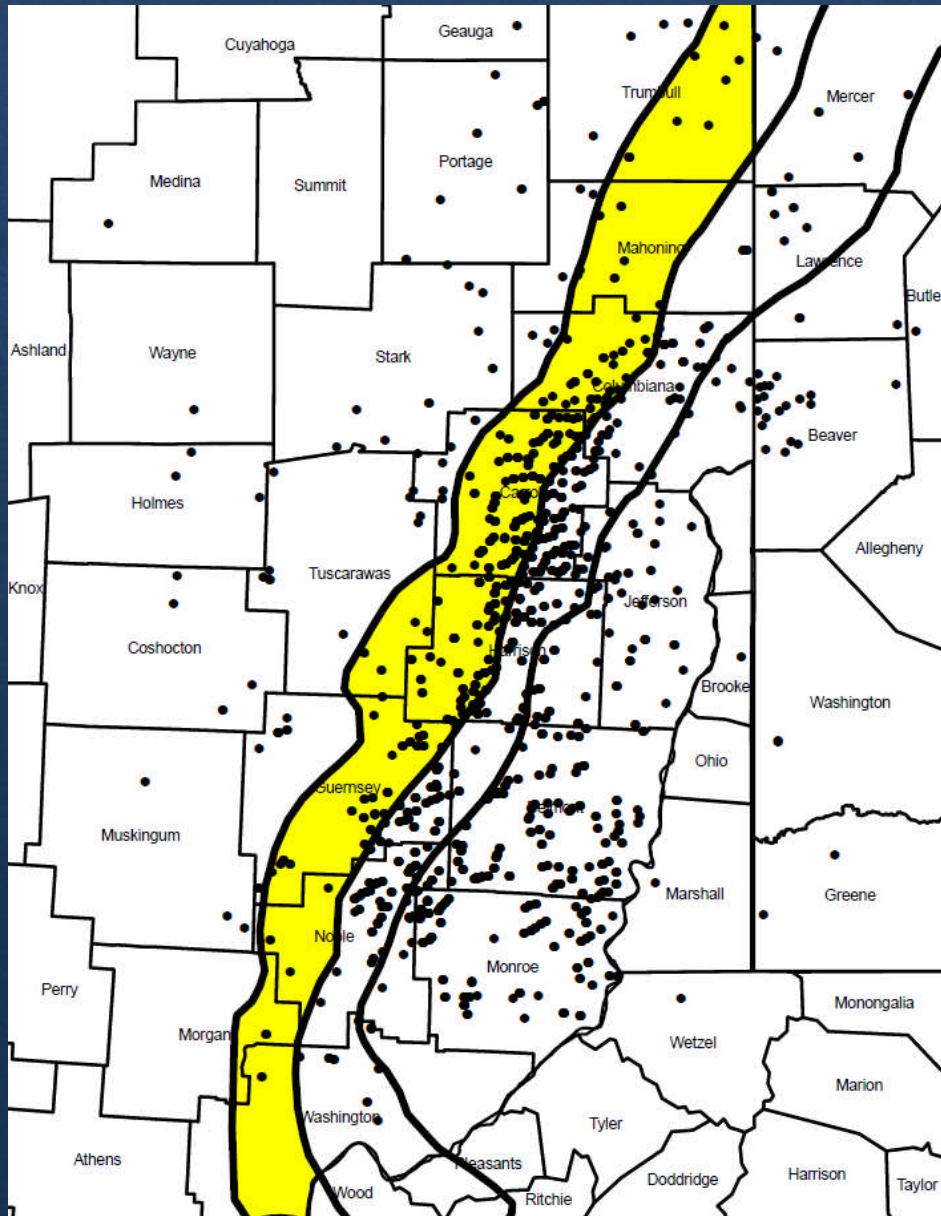 Geauga
Cuyahoga
Trumbull
Mercer
Portage
Medina
Summit
Mahoning
Lawrence
Butle
Ashland
Wayne
Stark
Columbiana
Beaver
Holmes
Carroll
Allegheny
Knox
Tuscarawas
Jefferson
Coshocton
Harrison
Brooke
Washington
Ohio
Guernsey
Belmont
Muskingum
Marshall
Greene
Noble
Monroe
Perry
Monongalia
Morgan
Wetzel
Marion
Washington
Tyler
Athens
Pleasants
Doddridge
Harrison
Taylor
Wood
Ritchie